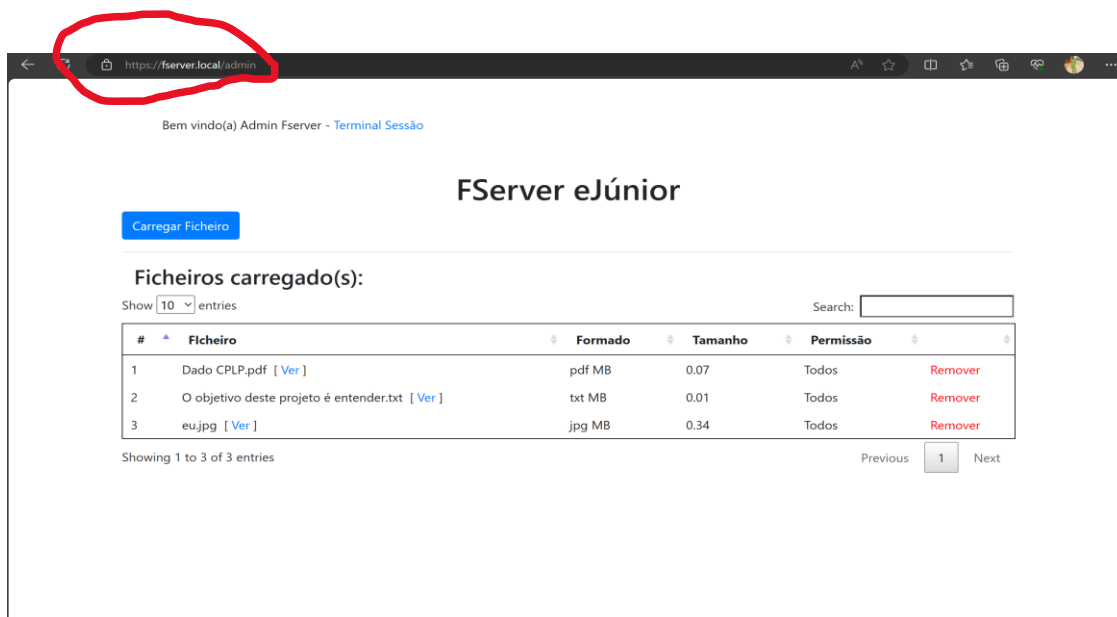 https://fserver.local/admin
Bem vindo(a) Admin Fserver - Terminal Sessão
FServer eJúnior
Carregar Ficheiro
Ficheiros carregado(s):
Show 10 entries Search:
# FIcheiro Formado Tamanho Permissão
1 Dado CPLP.pdf [ Ver ] pdf MB 0.07 Todos Remover
2 O objetivo deste projeto é entender.txt [ Ver ] txt MB 0.01 Todos Remover
3 eu.jpg [ Ver ] jpg MB 0.34 Todos Remover
Showing 1 to 3 of 3 entries Previous 1 Next